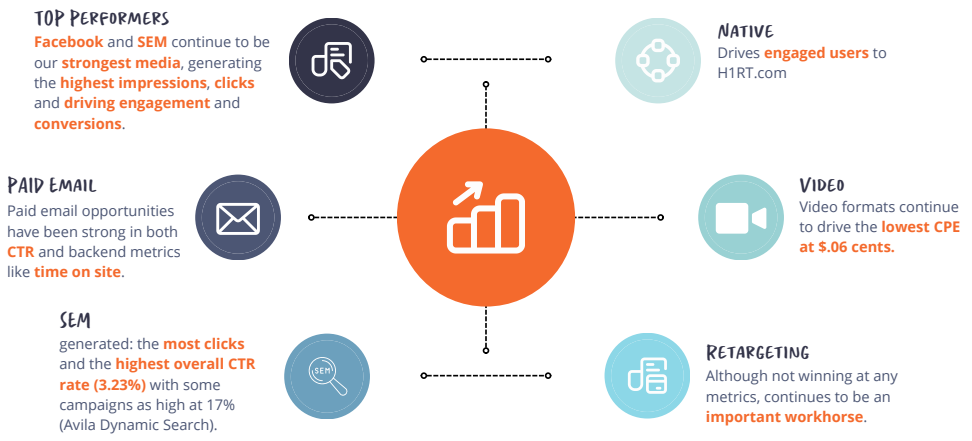 TOP PERFORMERS
Facebook and SEM continue to be
our strongest media, generating
the highest impressions, clicks
and driving engagement and
conversions.
NATIVE
Drives engaged users to
H1RT.com
PAID EMAIL
Paid email opportunities
have been strong in both
CTR and backend metrics
like time on site.
VIDEO
Video formats continue
to drive the lowest CPE
at $.06 cents.
SEM
generated: the most clicks
and the highest overall CTR
rate (3.23%) with some
campaigns as high at 17%
(Avila Dynamic Search).
SEM
RETARGETING
Although not winning at any
metrics, continues to be an
important workhorse.